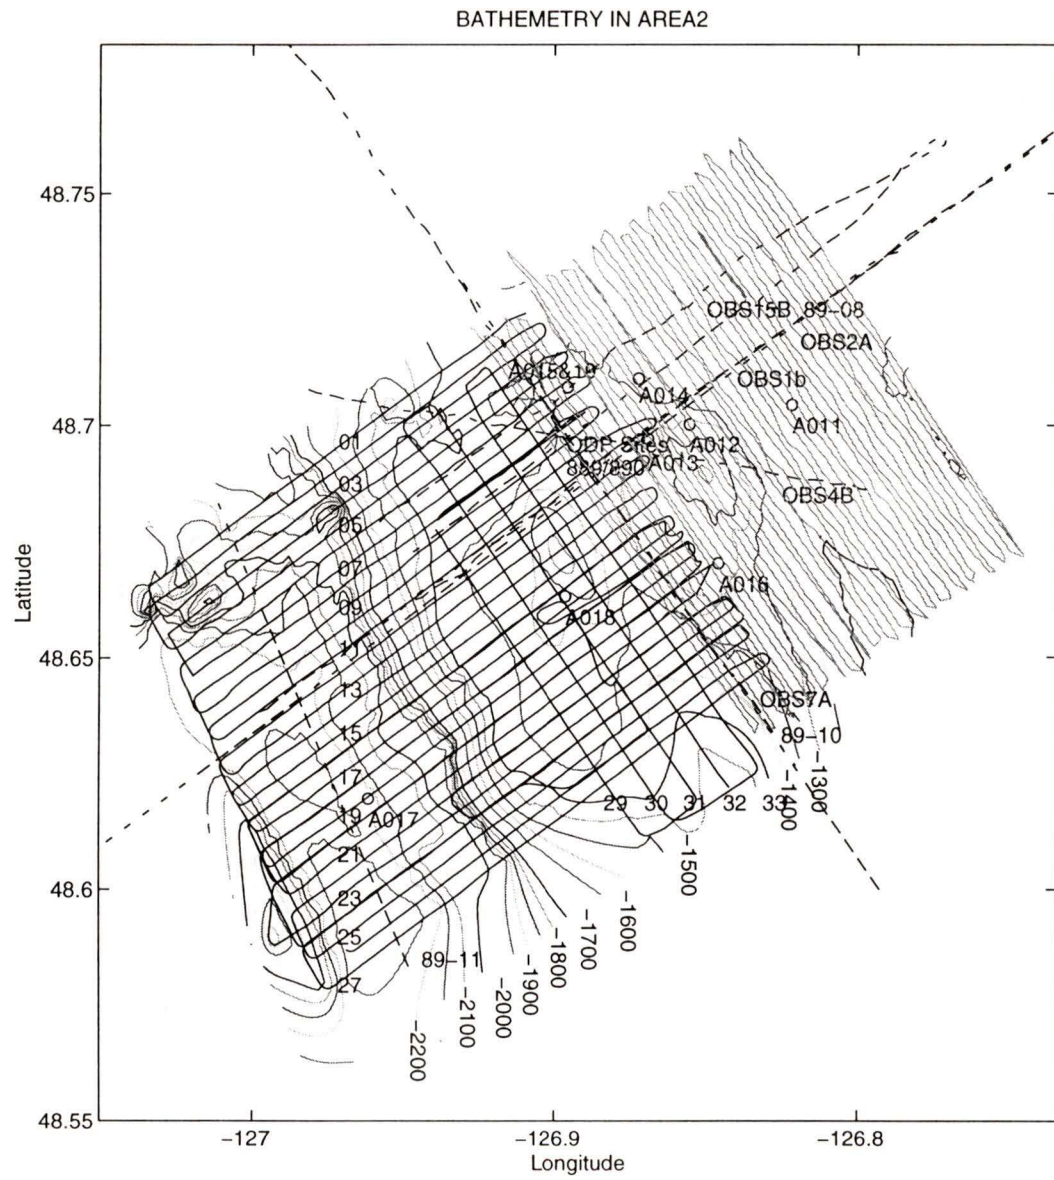 BATHEMETRY IN AREA2
48.75
OBS15B 89-08
OBS2A
A015&19
OBS1b
A014
A011
48.7
01
ODP Sites
A012
889/890
A013
03
OBS4B
05
07
A016
09
A018
11
48.65
13
OBS7A
15
89-10
17
-1300
29 30 31 32 33
-1400
19
A017
21
-1500
48.6
23
-1600
25
-1700
89-11
-1800
27
-1900
-2000
-2100
-2200
48.55
-127
-126.9
-126.8
Latitude
Longitude